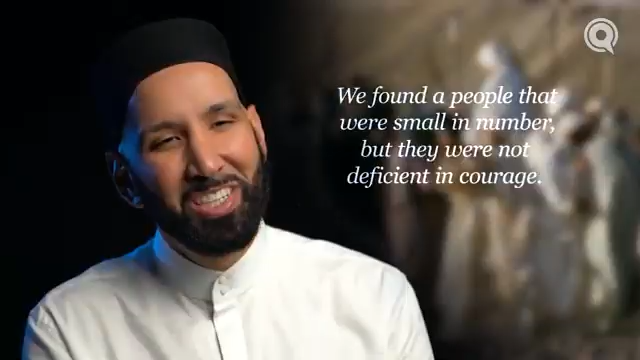 We found a people that
were small in number,
but they were not
deficient in courage.